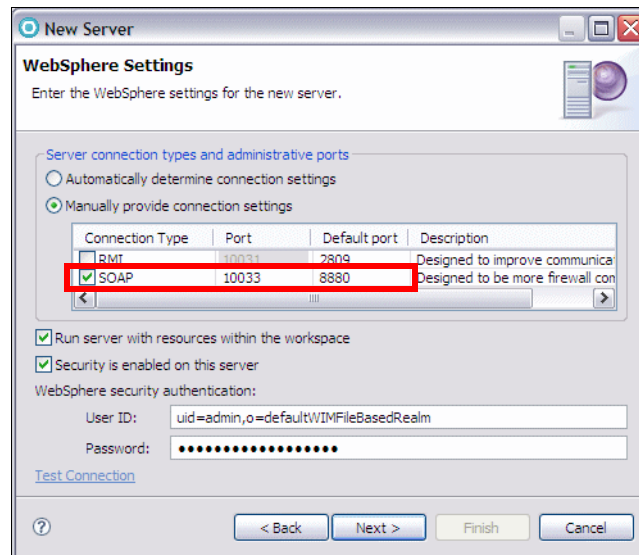 New Server
WebSphere Settings
Enter the WebSphere settings for the new server.
Server connection types and administrative ports
Automatically determine connection settings
Manually provide connection settings
Connection Type Port Default port Description
RMI 10031 2809 Designed to improve communica
SOAP 10033 8880 Designed to be more firewall con
Run server with resources within the workspace
Security is enabled on this server
WebSphere security authentication:
User ID: uid=admin,o=defaultWIMFileBasedRealm
Password: ••••••••••••••••••
Test Connection
? < Back Next > Finish Cancel